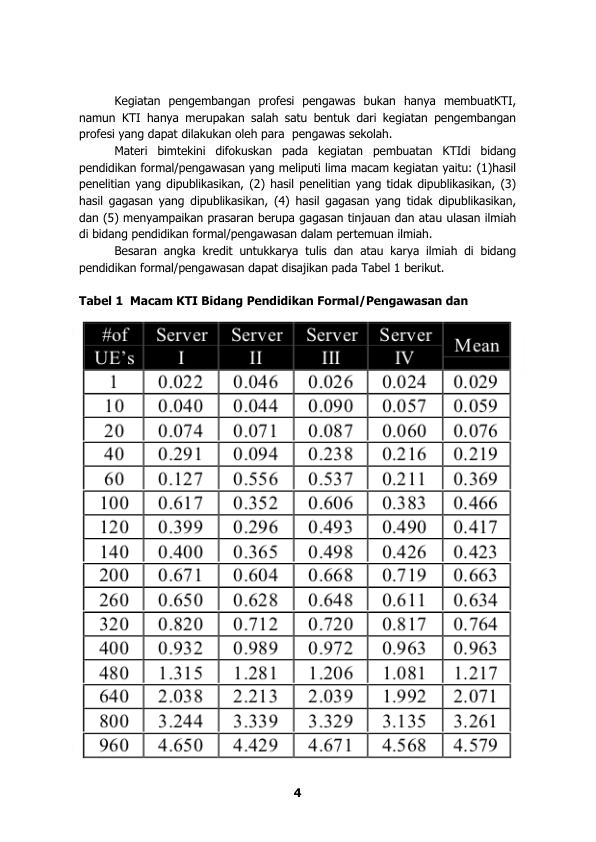 Kegiatan pengembangan profesi pengawas bukan hanya membuatKTI,
namun KTI hanya merupakan salah satu bentuk dari kegiatan pengembangan
profesi yang dapat dilakukan oleh para pengawas sekolah.
Materi bimtekini difokuskan pada kegiatan pembuatan KTIdi bidang
pendidikan formal/pengawasan yang meliputi lima macam kegiatan yaitu: (1)hasil
penelitian yang dipublikasikan, (2) hasil penelitian yang tidak dipublikasikan, (3)
hasil gagasan yang dipublikasikan, (4) hasil gagasan yang tidak dipublikasikan,
dan (5) menyampaikan prasaran berupa gagasan tinjauan dan atau ulasan ilmiah
di bidang pendidikan formal/pengawasan dalam pertemuan ilmiah.
Besaran angka kredit untukkarya tulis dan atau karya ilmiah di bidang
pendidikan formal/pengawasan dapat disajikan pada Tabel 1 berikut.
Tabel 1 Macam KTI Bidang Pendidikan Formal/Pengawasan dan
#of UE's Server I Server II Server III Server IV Mean
1 0.022 0.046 0.026 0.024 0.029
10 0.040 0.044 0.090 0.057 0.059
20 0.074 0.071 0.087 0.060 0.076
40 0.291 0.094 0.238 0.216 0.219
60 0.127 0.556 0.537 0.211 0.369
100 0.617 0.352 0.606 0.383 0.466
120 0.399 0.296 0.493 0.490 0.417
140 0.400 0.365 0.498 0.426 0.423
200 0.671 0.604 0.668 0.719 0.663
260 0.650 0.628 0.648 0.611 0.634
320 0.820 0.712 0.720 0.817 0.764
400 0.932 0.989 0.972 0.963 0.963
480 1.315 1.281 1.206 1.081 1.217
640 2.038 2.213 2.039 1.992 2.071
800 3.244 3.339 3.329 3.135 3.261
960 4.650 4.429 4.671 4.568 4.579
4